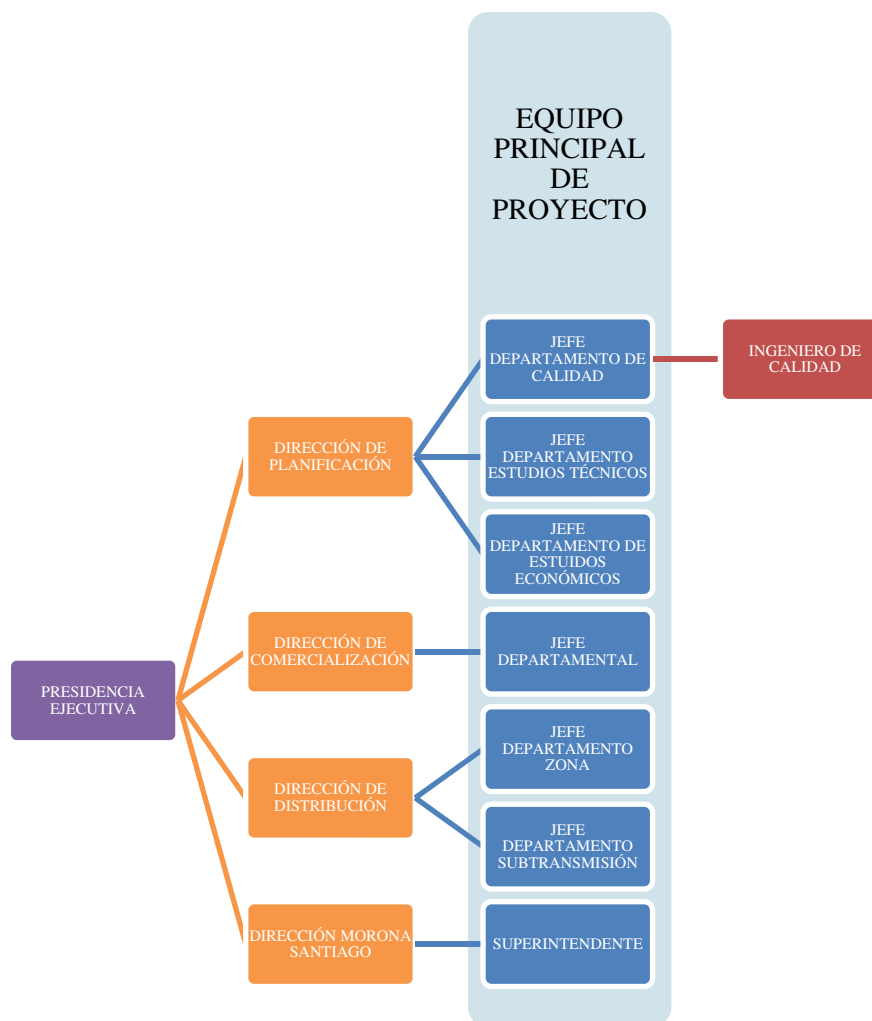 EQUIPO
PRINCIPAL
DE
PROYECTO
JEFE
DEPARTAMENTO DE
CALIDAD
INGENIERO DE
CALIDAD
DIRECCIÓN DE
PLANIFICACIÓN
JEFE
DEPARTAMENTO
ESTUDIOS TÉCNICOS
JEFE
DEPARTAMENTO DE
ESTUIDOS
ECONÓMICOS
DIRECCIÓN DE
COMERCIALIZACIÓN
JEFE
DEPARTAMENTAL
PRESIDENCIA
EJECUTIVA
JEFE
DEPARTAMENTO
ZONA
DIRECCIÓN DE
DISTRIBUCIÓN
JEFE
DEPARTAMENTO
SUBTRANSMISIÓN
DIRECCIÓN MORONA
SANTIAGO
SUPERINTENDENTE